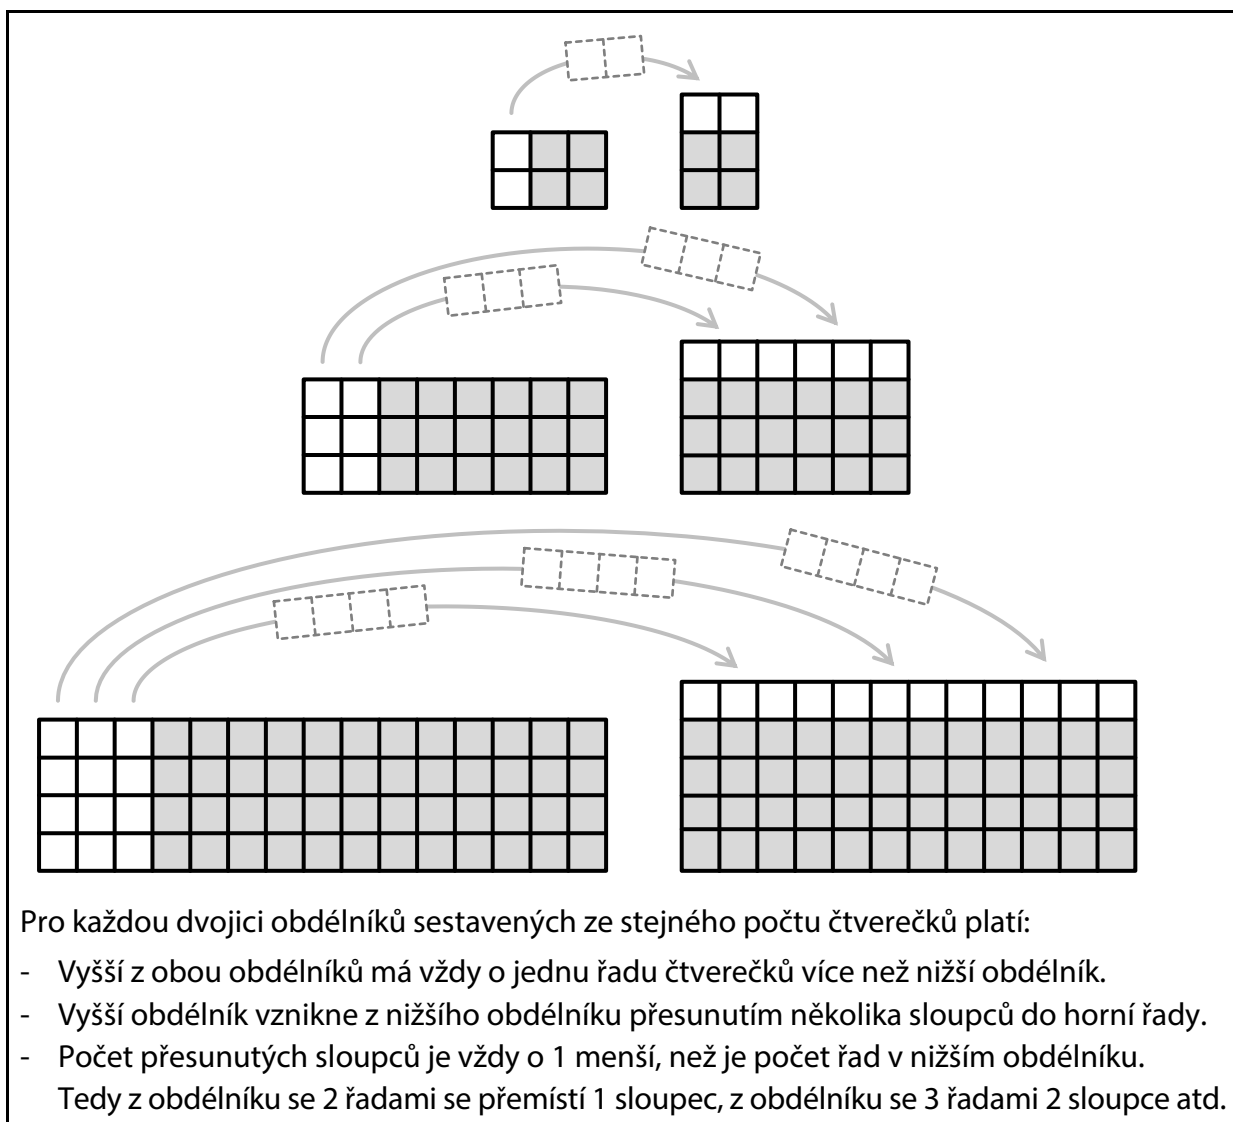 Pro každou dvojici obdélníků sestavených ze stejného počtu čtverečků platí:
- Vyšší z obou obdélníků má vždy o jednu řadu čtverečků více než nižší obdélník.
- Vyšší obdélník vznikne z nižšího obdélníku přesunutím několika sloupců do horní řady.
- Počet přesunutých sloupců je vždy o 1 menší, než je počet řad v nižším obdélníku.
Tedy z obdélníku se 2 řadami se přemístí 1 sloupec, z obdélníku se 3 řadami 2 sloupce atd.